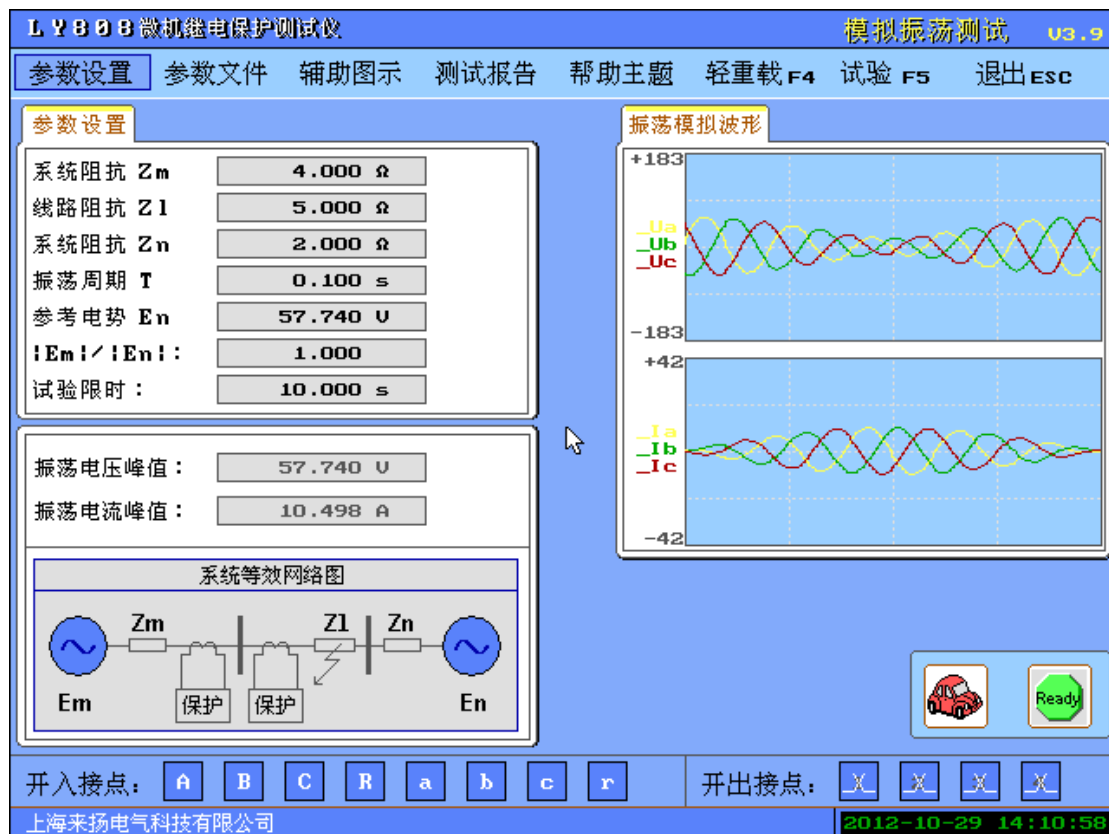 LY808微机继电保护测试仪 模拟振荡测试 V3.9
参数设置 参数文件 辅助图示 测试报告 帮助主题 轻重载F4 试验 F5 退出ESC
参数设置
系统阻抗 Zm 4.000 Ω
线路阻抗 Zl 5.000 Ω
系统阻抗 Zn 2.000 Ω
振荡周期 T 0.100 s
参考电势 En 57.740 V
|Em|/|En|: 1.000
试验限时: 10.000 s
振荡电压峰值: 57.740 V
振荡电流峰值: 10.498 A
系统等效网络图
Zm Zl Zn
保护 保护
Em En
振荡模拟波形
+183
_Ua
_Ub
_Uc
-183
+42
_Ia
_Ib
_Ic
-42
Ready
开入接点: A B C R a b c r 开出接点: X X X X
上海来扬电气科技有限公司 2012-10-29 14:10:58